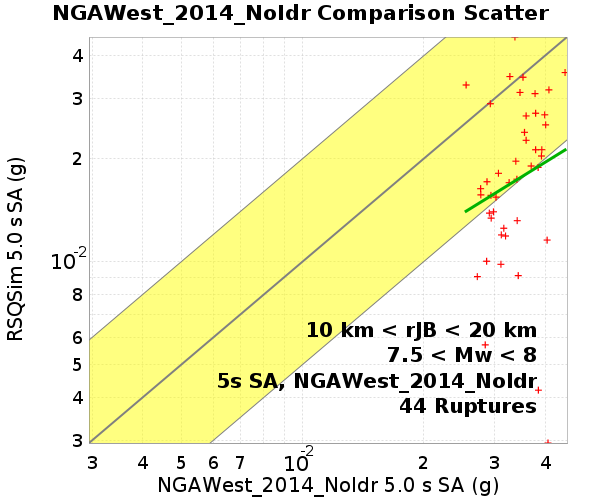 NGAWest_2014_NoIdr Comparison Scatter
RSQSim 5.0 s SA (g)
4
3
2
10-2
8
6
5
4
3
10 km < rJB < 20 km
7.5 < Mw < 8
5s SA, NGAWest_2014_NoIdr
44 Ruptures
3 4 5 6 7 10-2 2 3 4
NGAWest_2014_NoIdr 5.0 s SA (g)